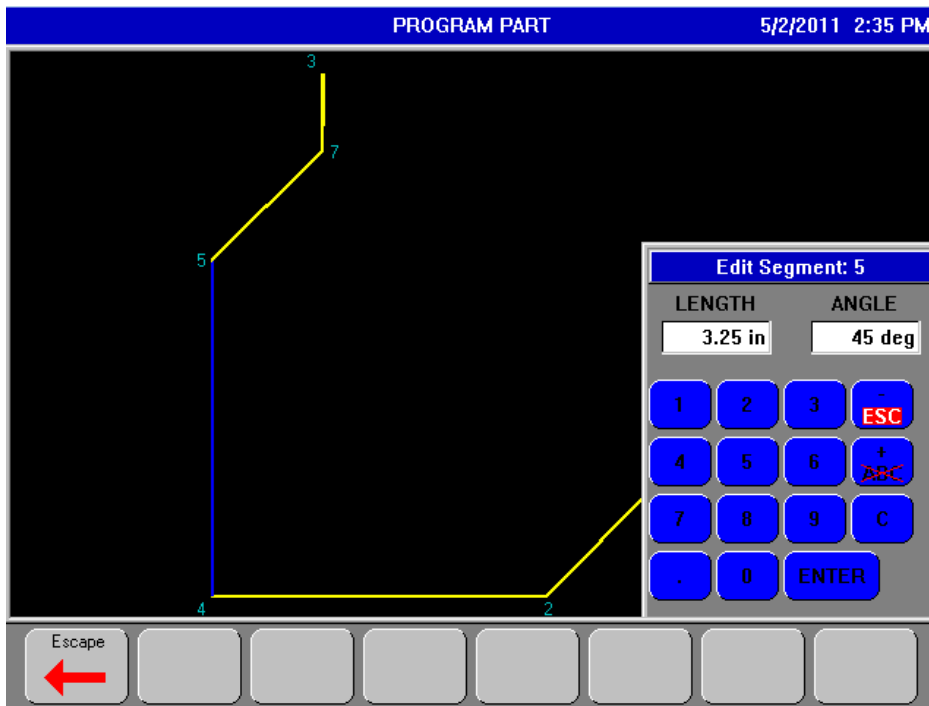 PROGRAM PART 5/2/2011 2:35 PM
3
7
5
Edit Segment: 5
LENGTH ANGLE
3.25 in 45 deg
1 2 3 - ESC
4 5 6 + ABC
7 8 9 C
. 0 ENTER
4 2
Escape